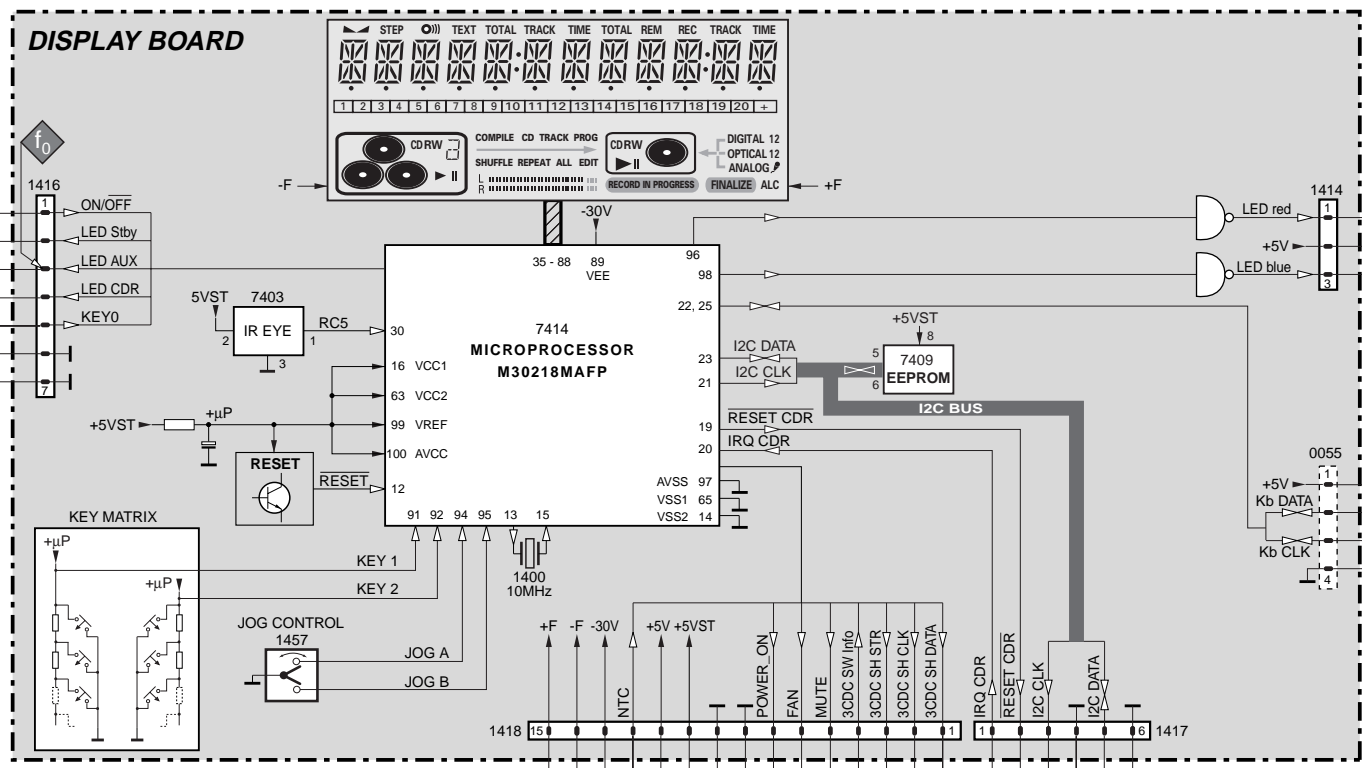 DISPLAY BOARD
STEP TEXT TOTAL TRACK TIME TOTAL REM REC TRACK TIME
1 2 3 4 5 6 7 8 9 10 11 12 13 14 15 16 17 18 19 20 +
CDRW 3
COMPILE CD TRACK PROG
SHUFFLE REPEAT ALL EDIT
L
R
CDRW
RECORD IN PROGRESS
DIGITAL 12
OPTICAL 12
ANALOG
FINALIZE ALC
-F
+F
f0
1416
1
ON/OFF
LED Stby
LED AUX
LED CDR
KEY0
7
-30V
35 - 88
89
VEE
96
98
22, 25
LED red
LED blue
1414
1
+5V
3
5VST
7403
IR EYE
2
1
3
RC5
30
7414
MICROPROCESSOR
M30218MAFP
16 VCC1
63 VCC2
99 VREF
100 AVCC
12
+5VST
+µP
RESET
RESET
23
21
I2C DATA
I2C CLK
+5VST
8
5
6
7409
EEPROM
I2C BUS
19
RESET CDR
20
IRQ CDR
AVSS 97
VSS1 65
VSS2 14
0055
1
+5V
Kb DATA
Kb CLK
4
91 92 94 95 13 15
1400
10MHz
KEY MATRIX
+µP
+µP
KEY 1
KEY 2
JOG CONTROL
1457
JOG A
JOG B
+F -F -30V +5V +5VST
NTC
POWER_ON
FAN
MUTE
3CDC SW Info
3CDC SH STR
3CDC SH CLK
3CDC SH DATA
IRQ CDR
RESET CDR
I2C CLK
I2C DATA
1418 15 1
1 6 1417